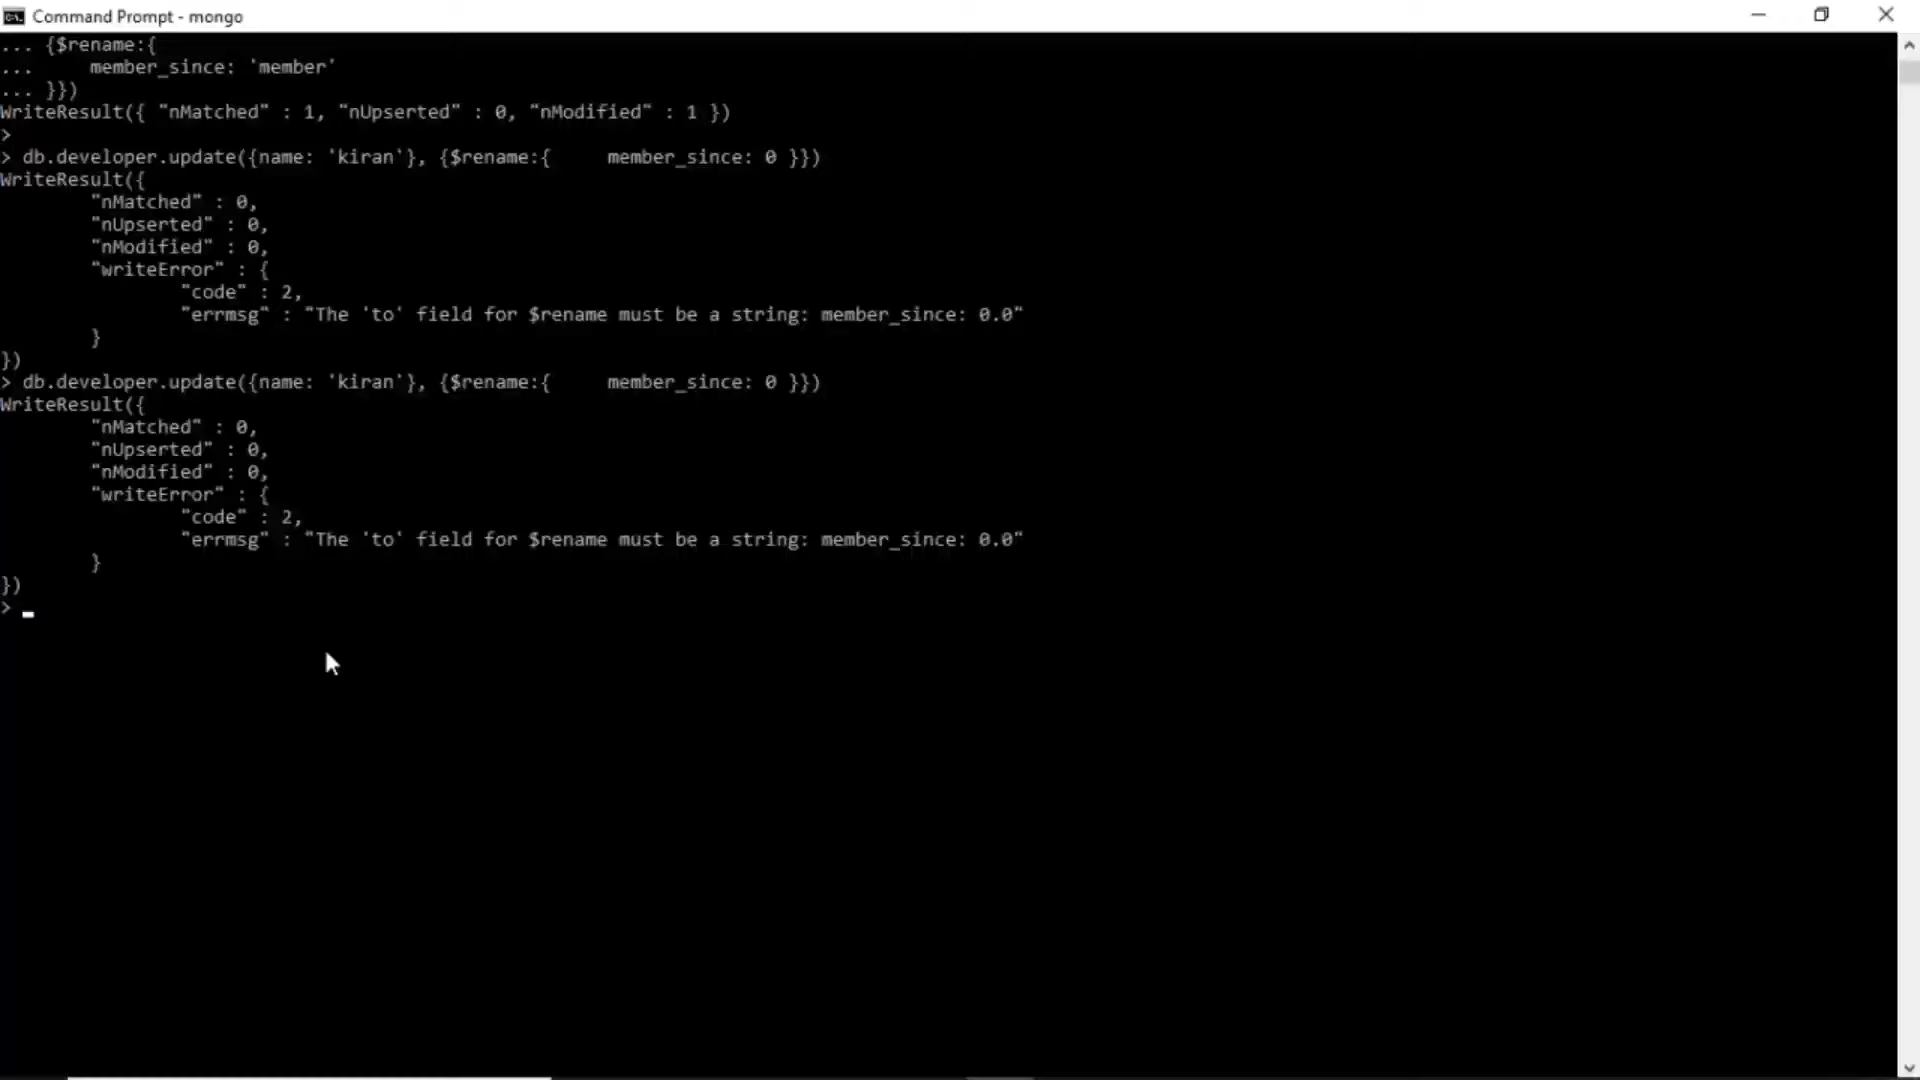 Command Prompt - mongo
... {$rename:{
...     member_since: 'member'
... }})
WriteResult({ "nMatched" : 1, "nUpserted" : 0, "nModified" : 1 })
>
> db.developer.update({name: 'kiran'}, {$rename:{     member_since: 0 }})
WriteResult({
        "nMatched" : 0,
        "nUpserted" : 0,
        "nModified" : 0,
        "writeError" : {
                "code" : 2,
                "errmsg" : "The 'to' field for $rename must be a string: member_since: 0.0"
        }
})
> db.developer.update({name: 'kiran'}, {$rename:{     member_since: 0 }})
WriteResult({
        "nMatched" : 0,
        "nUpserted" : 0,
        "nModified" : 0,
        "writeError" : {
                "code" : 2,
                "errmsg" : "The 'to' field for $rename must be a string: member_since: 0.0"
        }
})
>